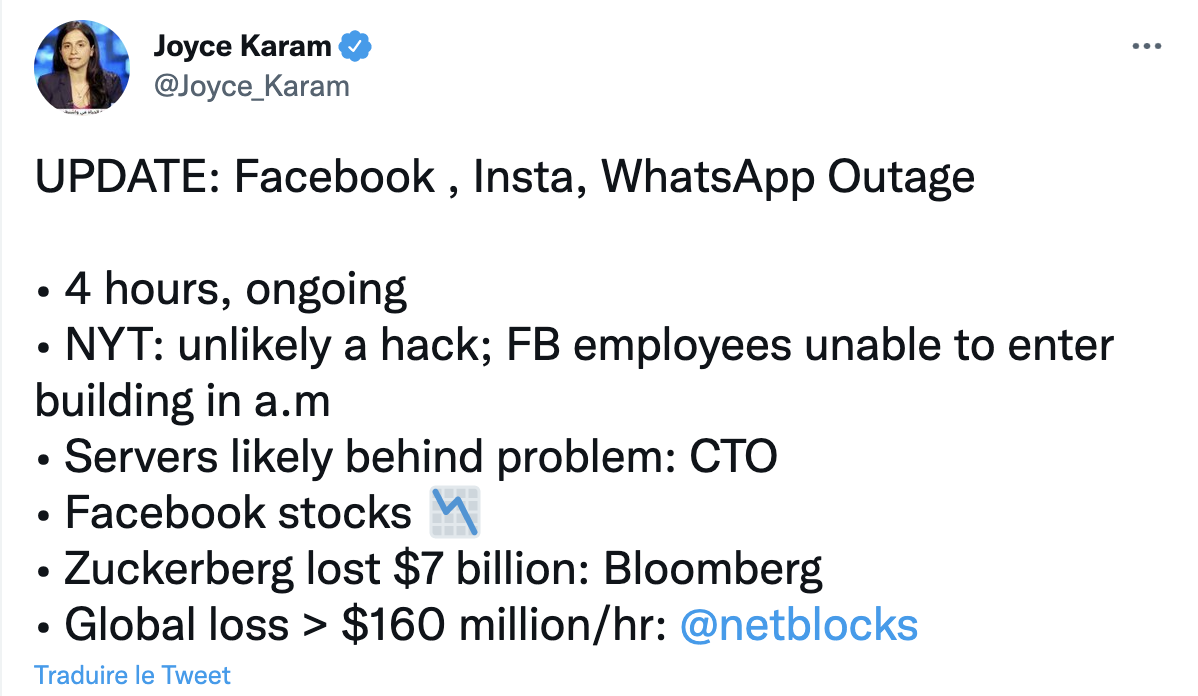 Joyce Karam
@Joyce_Karam
UPDATE: Facebook , Insta, WhatsApp Outage
• 4 hours, ongoing
• NYT: unlikely a hack; FB employees unable to enter
building in a.m
• Servers likely behind problem: CTO
• Facebook stocks 📉
• Zuckerberg lost $7 billion: Bloomberg
• Global loss > $160 million/hr: @netblocks
Traduire le Tweet